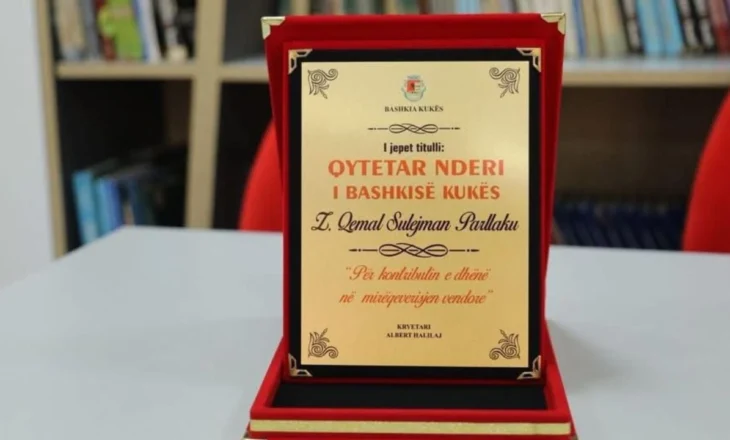 BASHKIA KUKËS
I jepet titulli:
QYTETAR NDERI
I BASHKISË KUKËS
Z. Qemal Sulejman Parllaku
"Për kontributin e dhënë
në mirëqeverisjen vendore"
KRYETARI
ALBERT HALILAJ